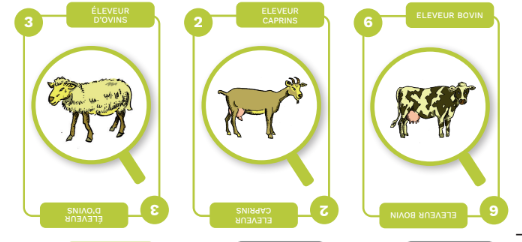 3
ÉLEVEUR
D'OVINS
2
ELEVEUR
CAPRINS
6
ELEVEUR BOVIN
ÉLEVEUR
D'OVINS
3
ELEVEUR
CAPRINS
2
ELEVEUR BOVIN
6